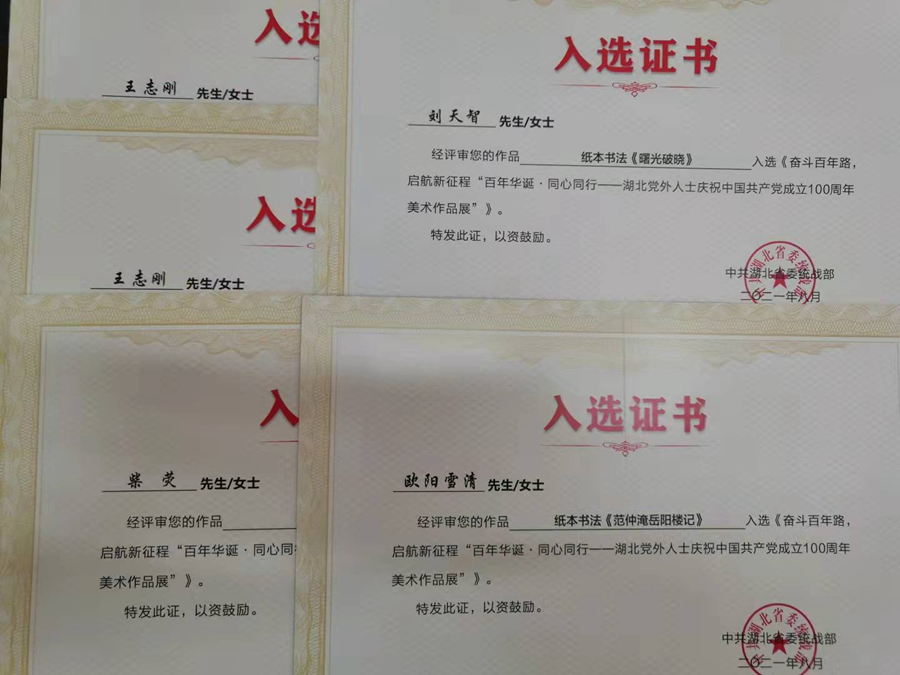 入选
王志刚 先生/女士
入选证书
刘天智 先生/女士
经评审您的作品 纸本书法《曙光破晓》 入选《奋斗百年路，
启航新征程“百年华诞·同心同行——湖北党外人士庆祝中国共产党成立100周年
美术作品展”》。
特发此证，以资鼓励。
中共湖北省委统战部
二〇二一年八月
入选
王志刚 先生/女士
入
柴荧 先生/女士
经评审您的作品
启航新征程“百年华诞·同心同
美术作品展”》。
特发此证，以资鼓励。
入选证书
欧阳雪清 先生/女士
经评审您的作品 纸本书法《范仲淹岳阳楼记》 入选《奋斗百年路，
启航新征程“百年华诞·同心同行——湖北党外人士庆祝中国共产党成立100周年
美术作品展”》。
特发此证，以资鼓励。
中共湖北省委统战部
二〇二一年八月